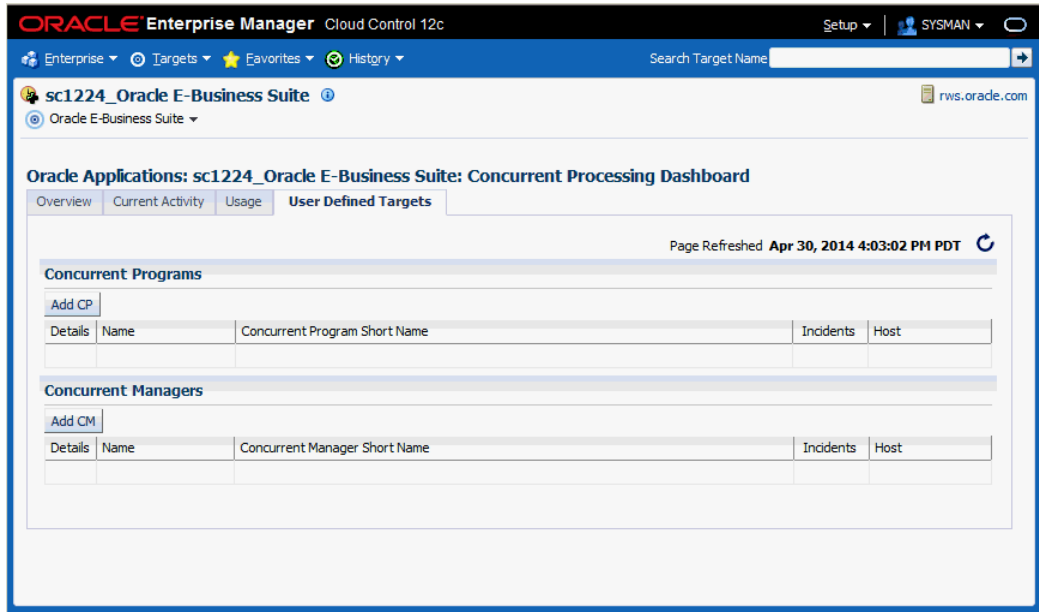 ORACLE Enterprise Manager Cloud Control 12c Setup SYSMAN
Enterprise Targets Favorites History Search Target Name
sc1224_Oracle E-Business Suite rws.oracle.com
Oracle E-Business Suite
Oracle Applications: sc1224_Oracle E-Business Suite: Concurrent Processing Dashboard
Overview Current Activity Usage User Defined Targets
Page Refreshed Apr 30, 2014 4:03:02 PM PDT
Concurrent Programs
Add CP
Details Name Concurrent Program Short Name Incidents Host
Concurrent Managers
Add CM
Details Name Concurrent Manager Short Name Incidents Host